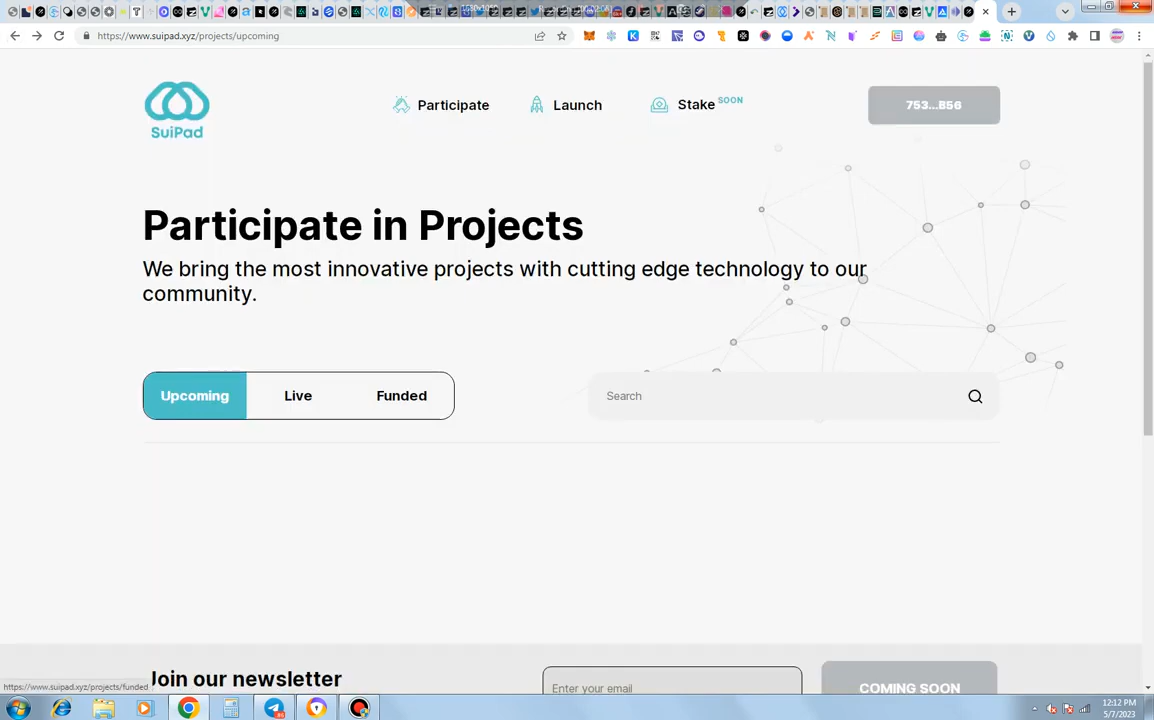 https://www.suipad.xyz/projects/upcoming
SuiPad
Participate
Launch
Stake SOON
753...B56
Participate in Projects
We bring the most innovative projects with cutting edge technology to our
community.
Upcoming
Live
Funded
Search
Join our newsletter
Enter your email
COMING SOON
https://www.suipad.xyz/projects/funded
12:12 PM
5/7/2023